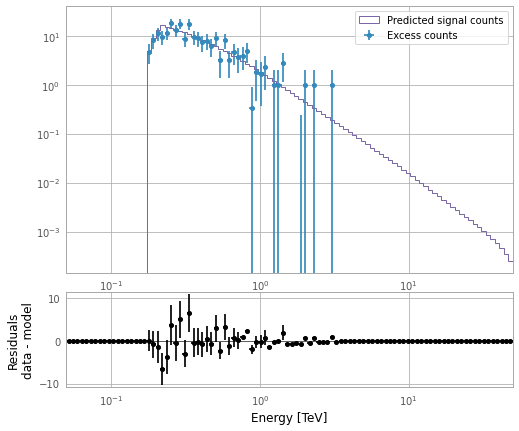 Predicted signal counts
Excess counts
10¹
10⁰
10⁻¹
10⁻²
10⁻³
10⁻¹ 10⁰ 10¹
Residuals
data - model
10
0
−10
10⁻¹ 10⁰ 10¹
Energy [TeV]